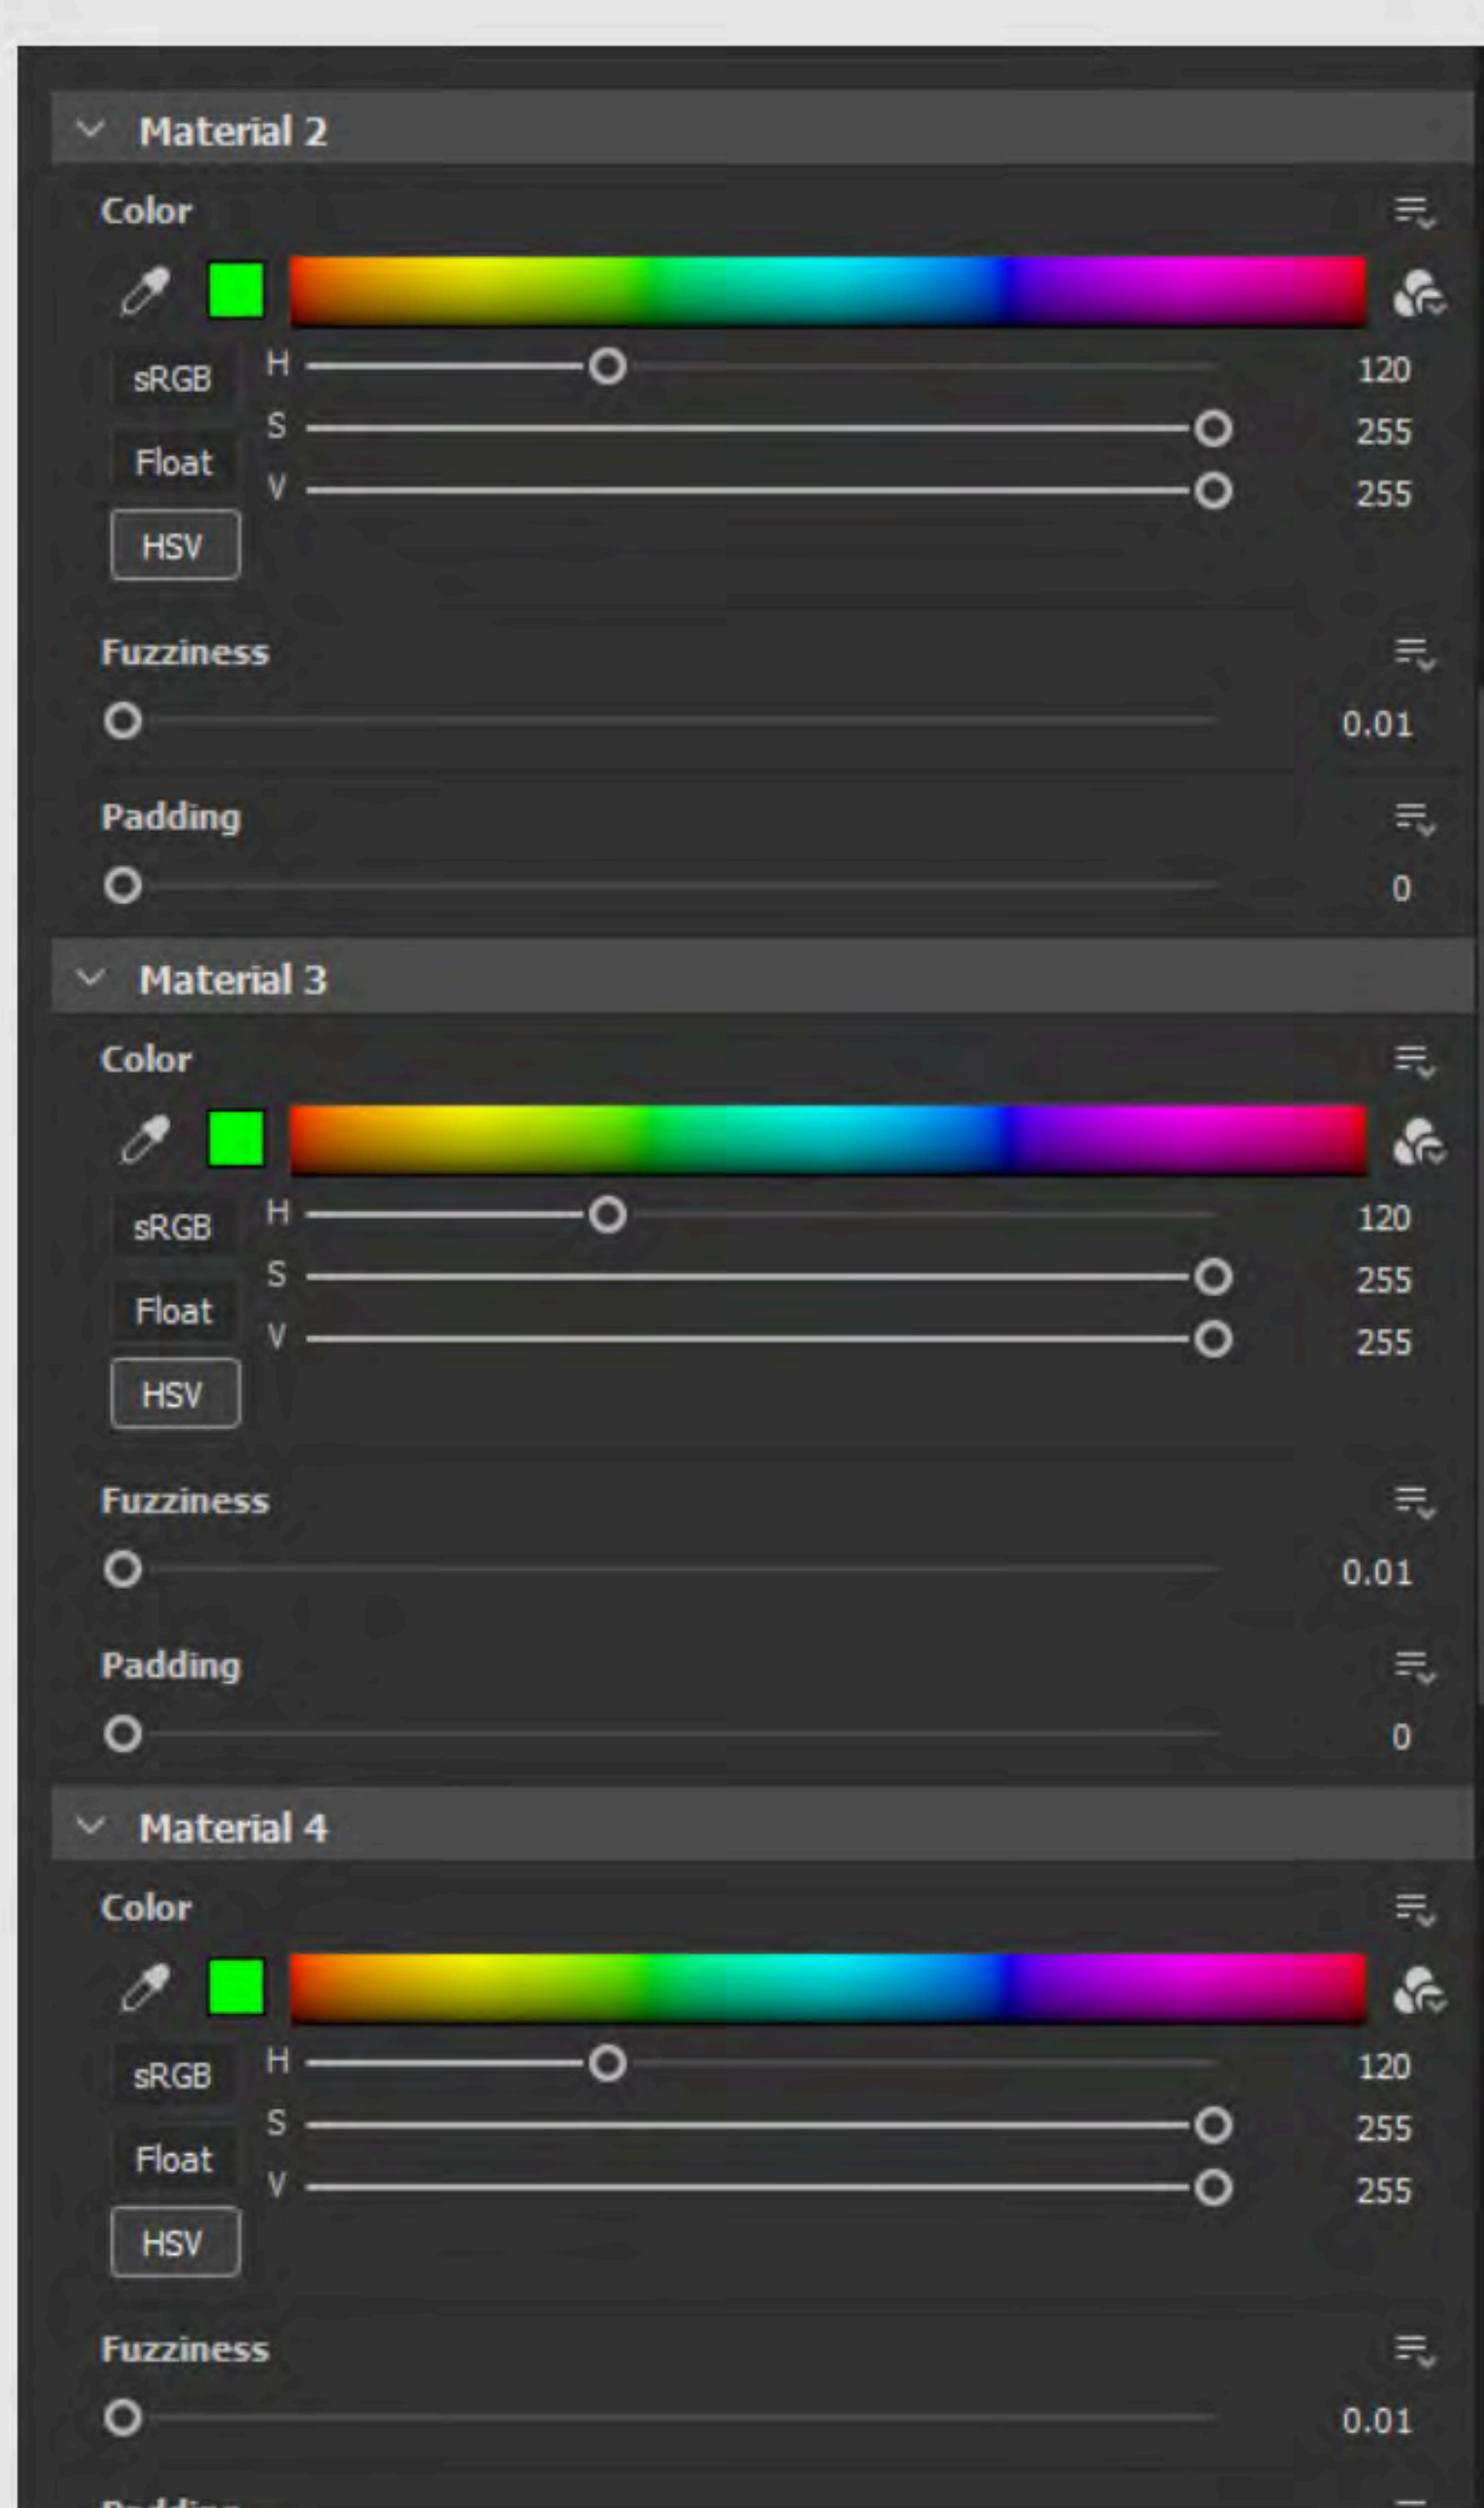 Material 2
Color
H 120
sRGB
S 255
Float
V 255
HSV
Fuzziness
0.01
Padding
0
Material 3
Color
H 120
sRGB
S 255
Float
V 255
HSV
Fuzziness
0.01
Padding
0
Material 4
Color
H 120
sRGB
S 255
Float
V 255
HSV
Fuzziness
0.01